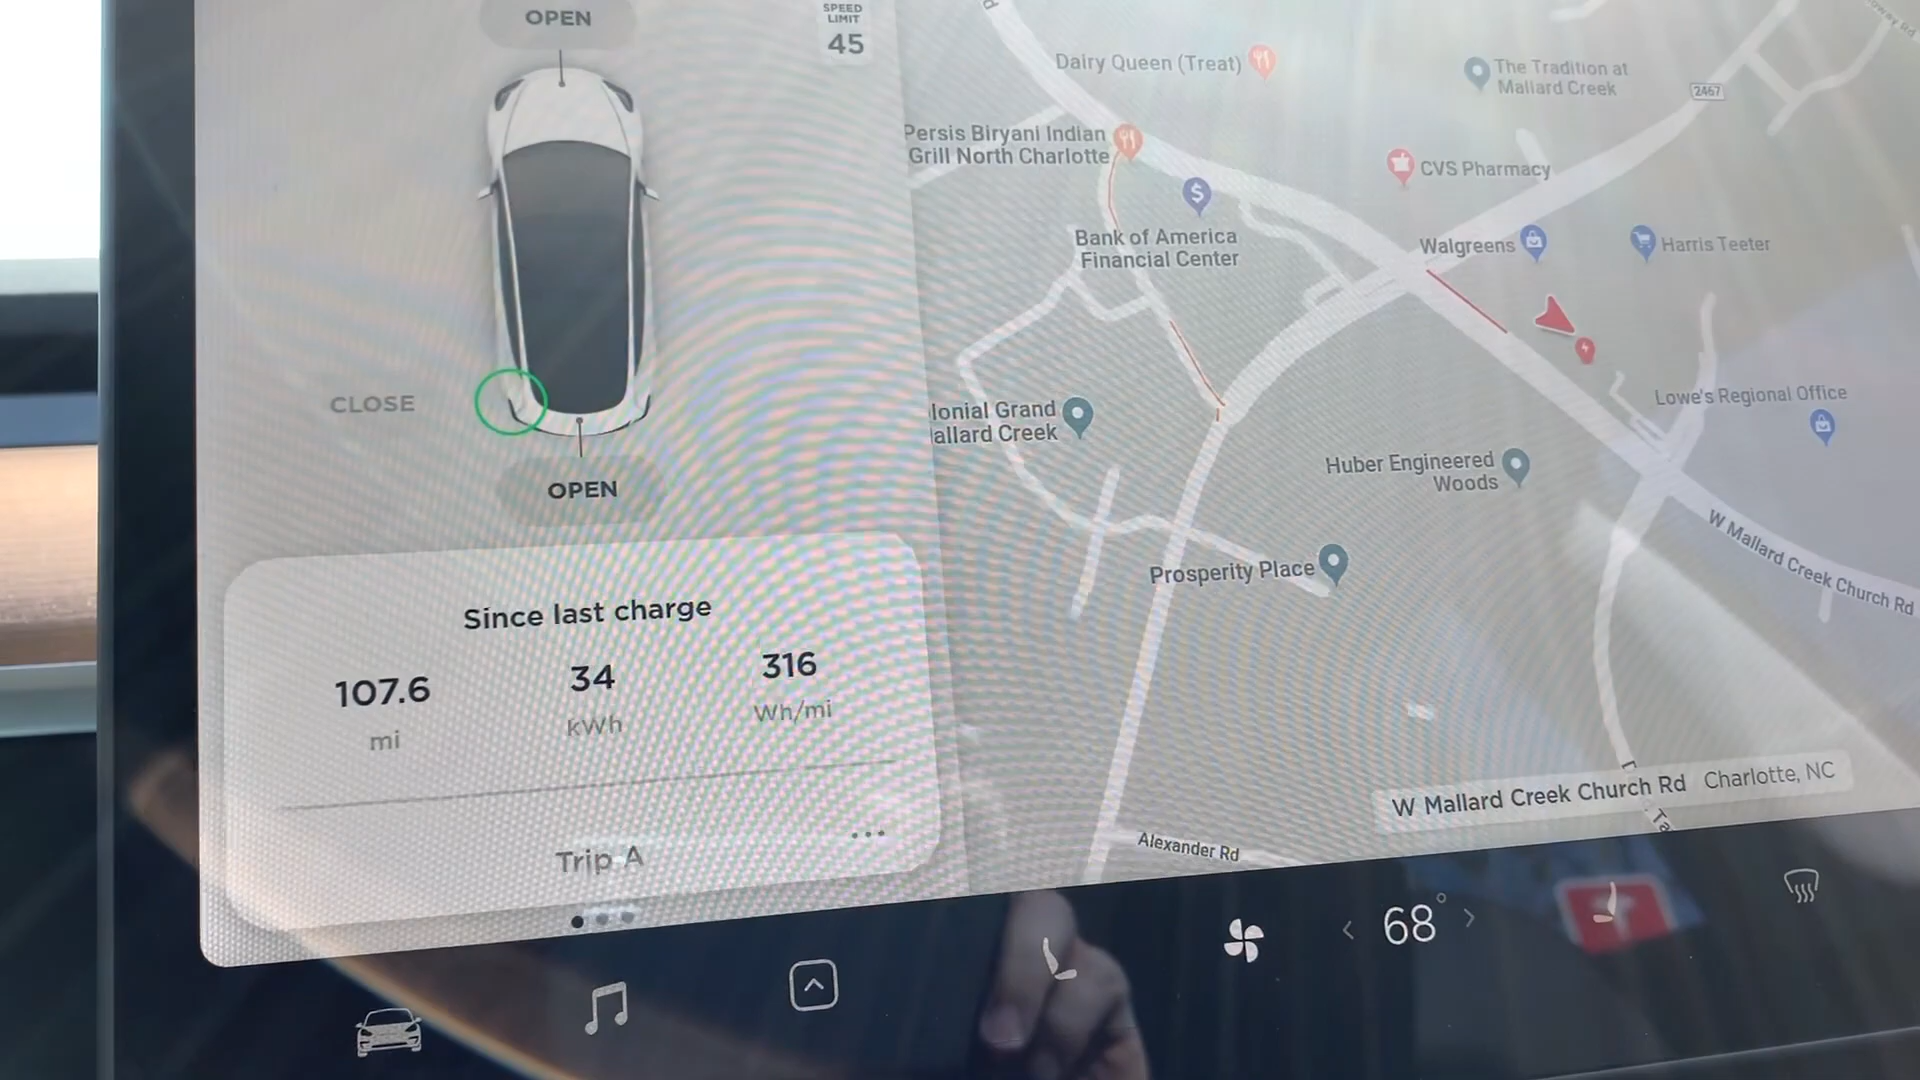 OPEN
SPEED
LIMIT
45
CLOSE
OPEN
Since last charge
107.6
mi
34
kWh
316
Wh/mi
Trip A
Dairy Queen (Treat)
The Tradition at
Mallard Creek
2467
Persis Biryani Indian
Grill North Charlotte
CVS Pharmacy
$
Bank of America
Financial Center
Walgreens
Harris Teeter
lonial Grand
allard Creek
Lowe's Regional Office
Huber Engineered
Woods
Prosperity Place
W Mallard Creek Church Rd
W Mallard Creek Church Rd Charlotte, NC
Alexander Rd
68°